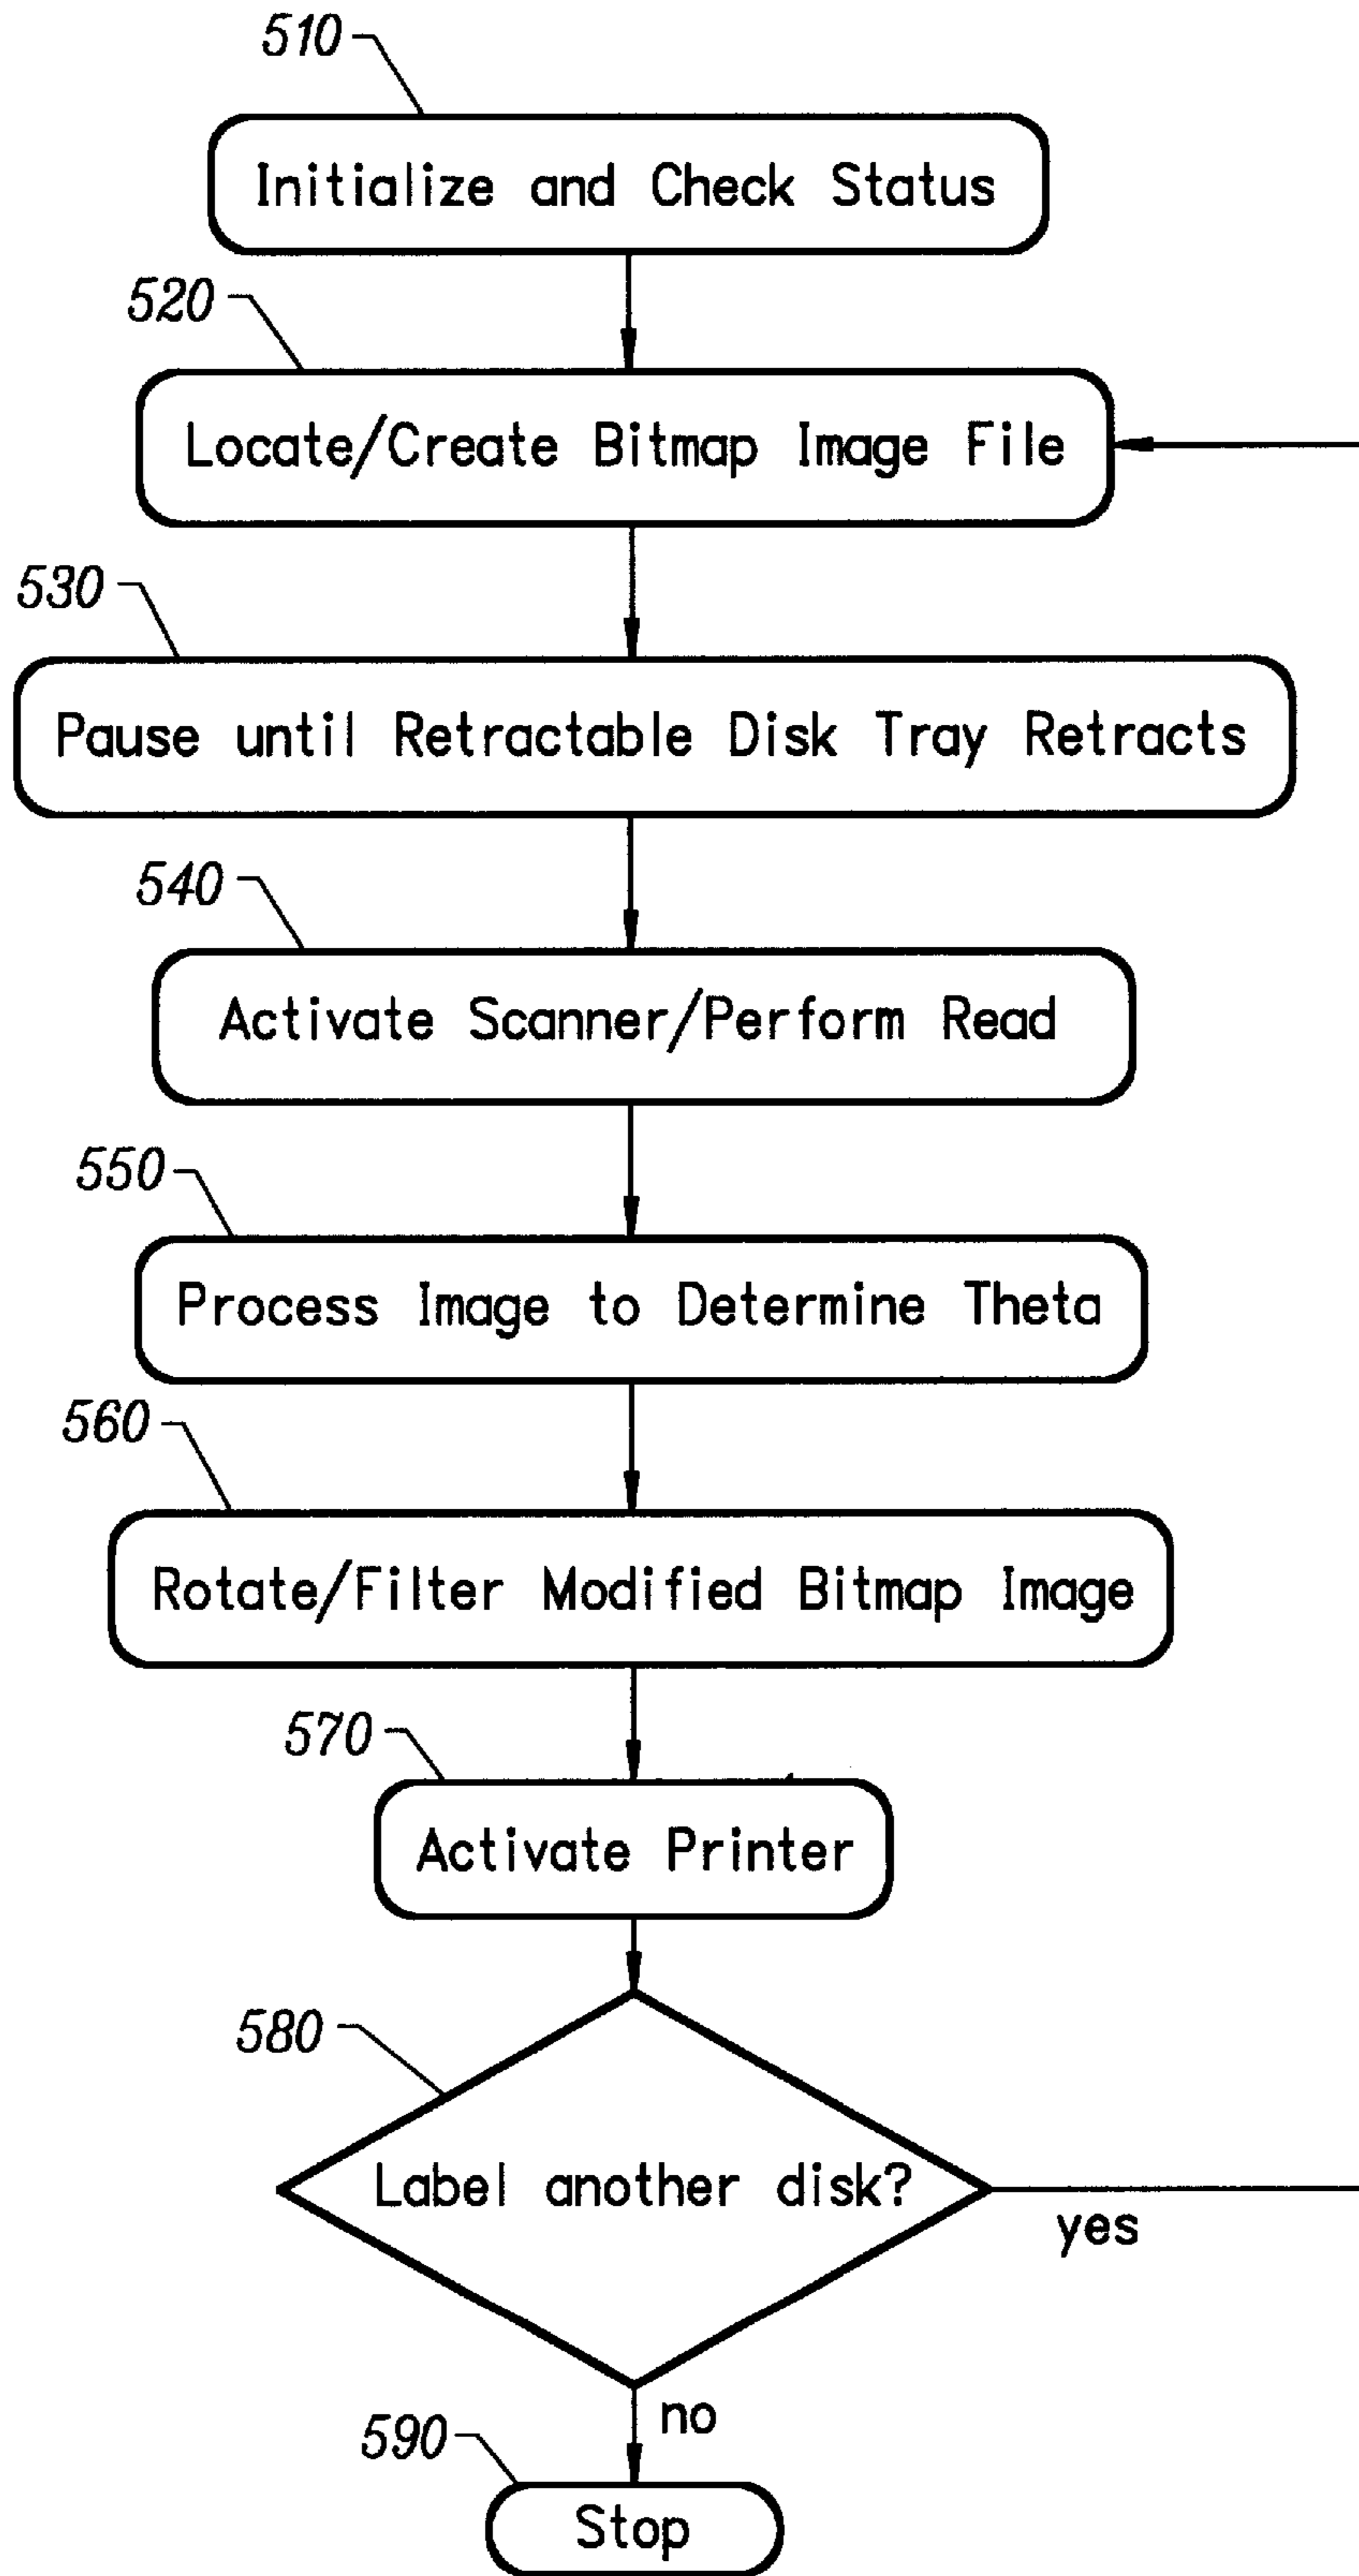 510
Initialize and Check Status
520
Locate/Create Bitmap Image File
530
Pause until Retractable Disk Tray Retracts
540
Activate Scanner/Perform Read
550
Process Image to Determine Theta
560
Rotate/Filter Modified Bitmap Image
570
Activate Printer
580
Label another disk?
yes
no
590
Stop